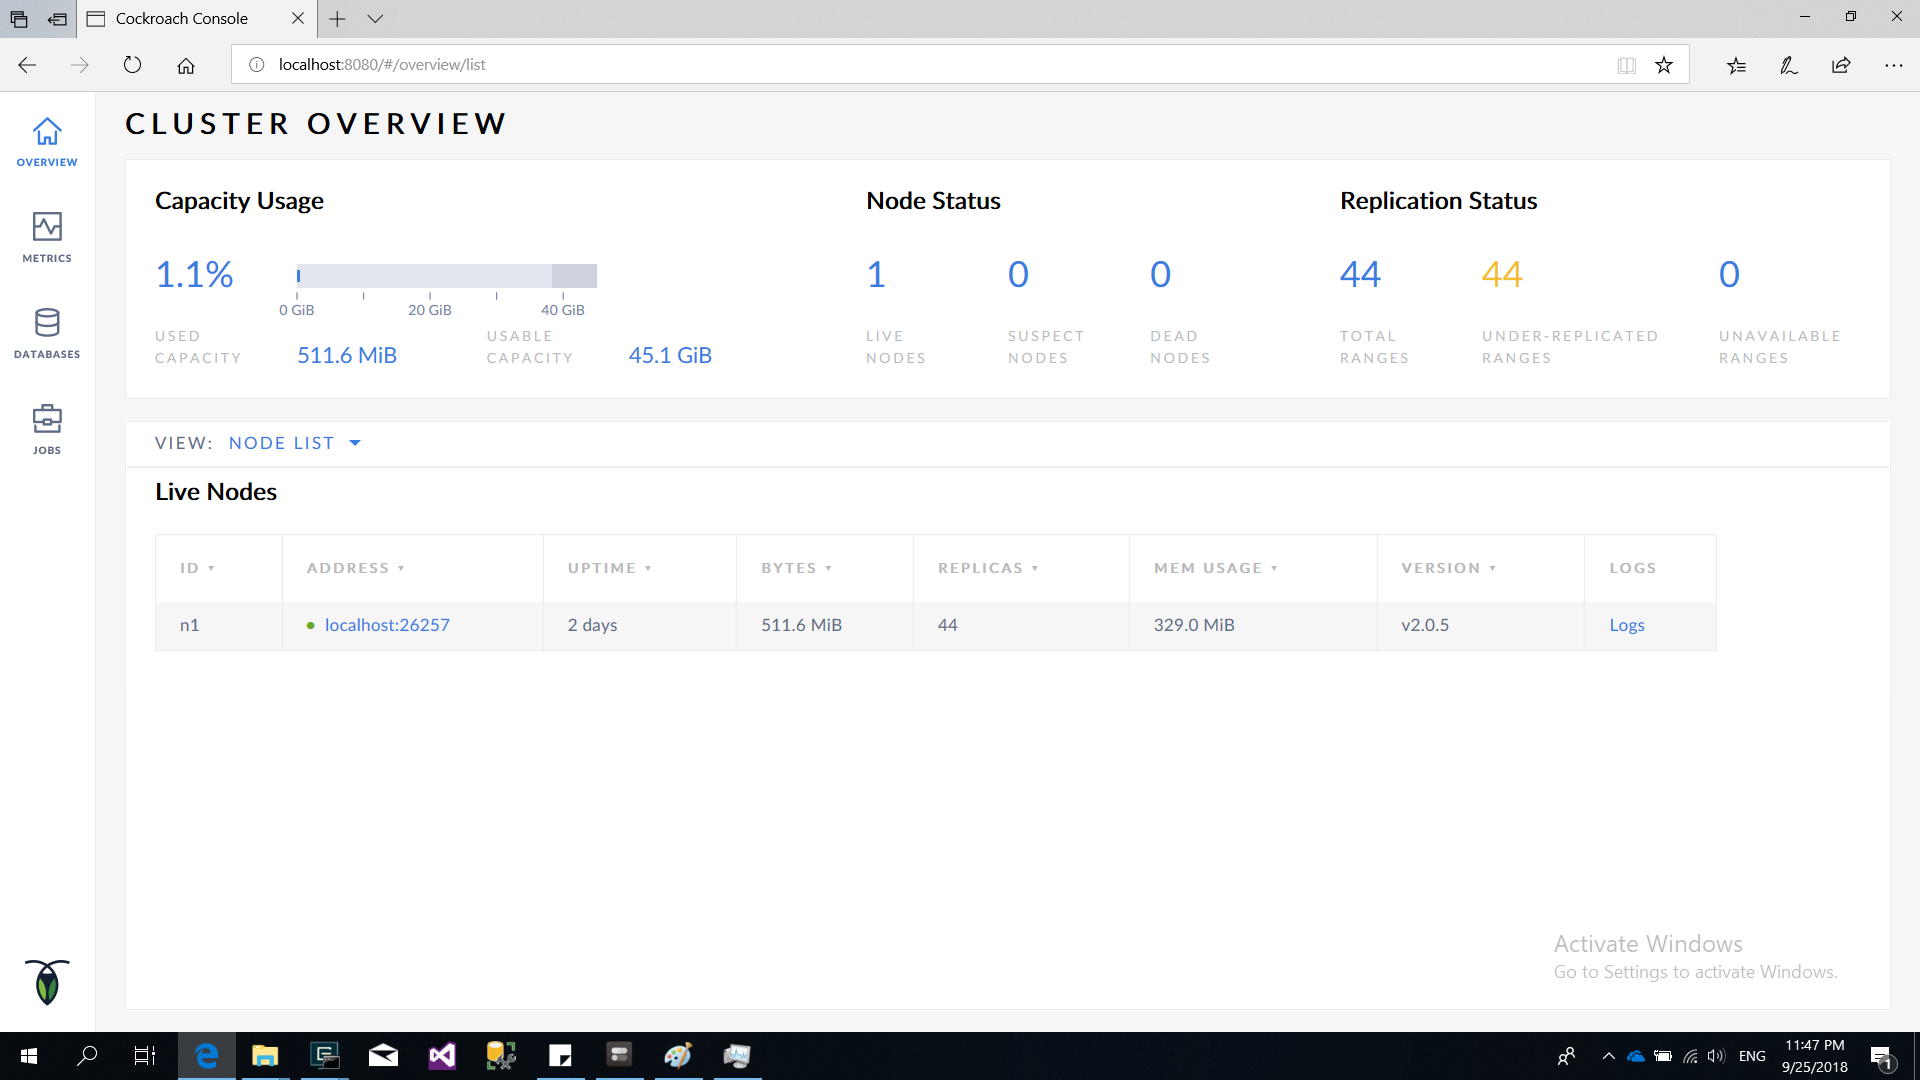 Cockroach Console
localhost:8080/#/overview/list
CLUSTER OVERVIEW
OVERVIEW
METRICS
DATABASES
JOBS
Capacity Usage
1.1%
0 GiB 20 GiB 40 GiB
USED CAPACITY
511.6 MiB
USABLE CAPACITY
45.1 GiB
Node Status
1 0 0
LIVE NODES
SUSPECT NODES
DEAD NODES
Replication Status
44 44 0
TOTAL RANGES
UNDER-REPLICATED RANGES
UNAVAILABLE RANGES
VIEW: NODE LIST
Live Nodes
ID ADDRESS UPTIME BYTES REPLICAS MEM USAGE VERSION LOGS
n1 localhost:26257 2 days 511.6 MiB 44 329.0 MiB v2.0.5 Logs
Activate Windows
Go to Settings to activate Windows.
ENG
11:47 PM
9/25/2018
1